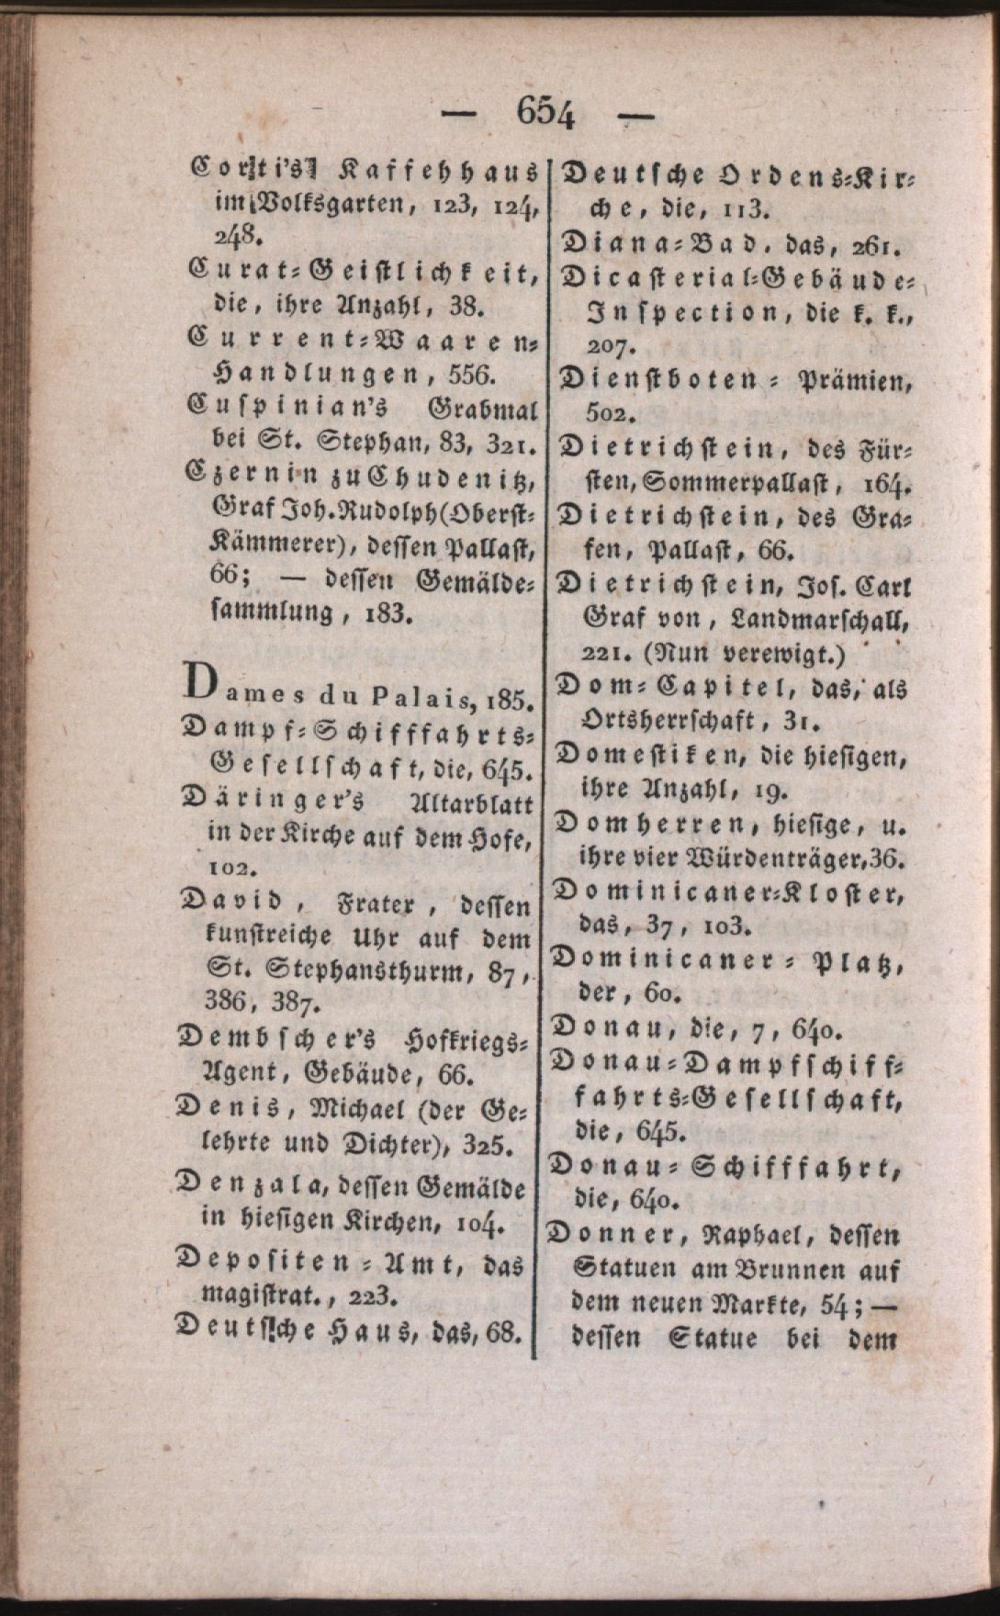 — 654 —
Corti's Kaffehhaus
im Volksgarten, 123, 124,
248.
Curat-Geistlichkeit,
die, ihre Anzahl, 38.
Current-Waaren-
Handlungen, 556.
Cuspinian's Grabmal
bei St. Stephan, 83, 321.
Czernin zu Chudenitz,
Graf Joh. Rudolph (Oberst-
Kämmerer), dessen Pallast,
66; — dessen Gemälde-
sammlung, 183.
Dames du Palais, 185.
Dampf-Schifffahrts-
Gesellschaft, die, 645.
Däringer's Altarblatt
in der Kirche auf dem Hofe,
102.
David, Frater, dessen
kunstreiche Uhr auf dem
St. Stephansthurm, 87,
386, 387.
Dembscher's Hofkriegs-
Agent, Gebäude, 66.
Denis, Michael (der Ge-
lehrte und Dichter), 325.
Denzala, dessen Gemälde
in hiesigen Kirchen, 104.
Depositen-Amt, das
magistrat., 223.
Deutsche Haus, das, 68.
Deutsche Ordens-Kir-
che, die, 113.
Diana-Bad, das, 261.
Dicasterial-Gebäude-
Inspection, die k. k.,
207.
Dienstboten-Prämien,
502.
Dietrichstein, des Für-
sten, Sommerpallast, 164.
Dietrichstein, des Gra-
fen, Pallast, 66.
Dietrichstein, Jos. Carl
Graf von, Landmarschall,
221. (Nun verewigt.)
Dom-Capitel, das, als
Ortsherrschaft, 31.
Domestiken, die hiesigen,
ihre Anzahl, 19.
Domherren, hiesige, u.
ihre vier Würdenträger, 36.
Dominicaner-Kloster,
das, 37, 103.
Dominicaner-Platz,
der, 60.
Donau, die, 7, 640.
Donau-Dampfschiff-
fahrts-Gesellschaft,
die, 645.
Donau-Schifffahrt,
die, 640.
Donner, Raphael, dessen
Statuen am Brunnen auf
dem neuen Markte, 54; —
dessen Statue bei dem